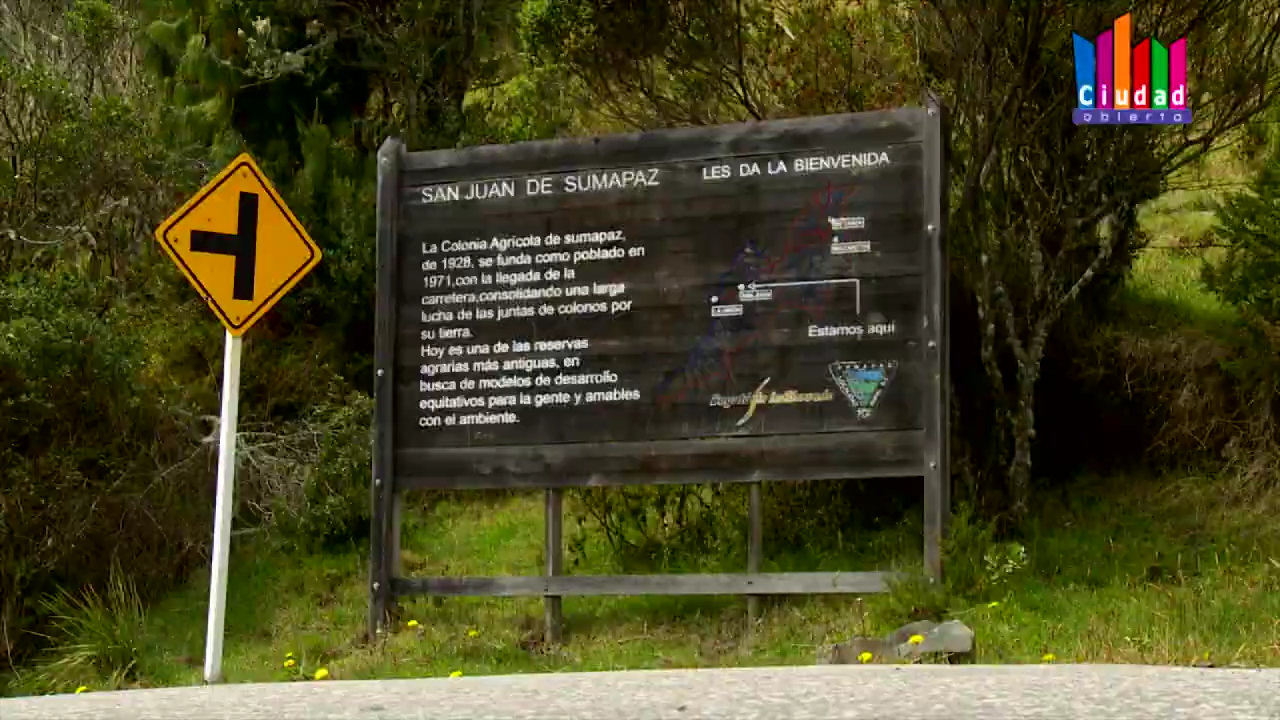 Ciudad
abierta
SAN JUAN DE SUMAPAZ
LES DA LA BIENVENIDA
La Colonia Agrícola de sumapaz,
de 1928, se funda como poblado en
1971,con la llegada de la
carretera,consolidando una larga
lucha de las juntas de colonos por
su tierra.
Hoy es una de las reservas
agrarias más antiguas, en
busca de modelos de desarrollo
equitativos para la gente y amables
con el ambiente.
Estamos aquí